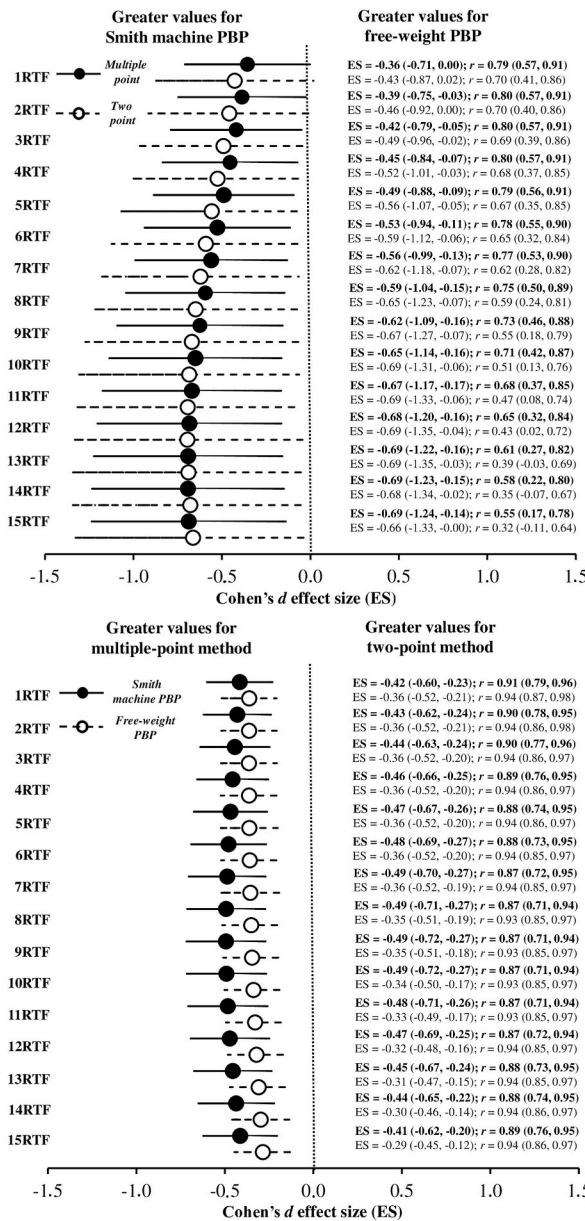 Greater values for Greater values for
Smith machine PBP free-weight PBP
Multiple point
Two point
1RTF
ES = -0.36 (-0.71, 0.00); r = 0.79 (0.57, 0.91)
ES = -0.43 (-0.87, 0.02); r = 0.70 (0.41, 0.86)
2RTF
ES = -0.39 (-0.75, -0.03); r = 0.80 (0.57, 0.91)
ES = -0.46 (-0.92, 0.00); r = 0.70 (0.40, 0.86)
3RTF
ES = -0.42 (-0.79, -0.05); r = 0.80 (0.57, 0.91)
ES = -0.49 (-0.96, -0.02); r = 0.69 (0.39, 0.86)
4RTF
ES = -0.45 (-0.84, -0.07); r = 0.80 (0.57, 0.91)
ES = -0.52 (-1.01, -0.03); r = 0.68 (0.37, 0.85)
5RTF
ES = -0.49 (-0.88, -0.09); r = 0.79 (0.56, 0.91)
ES = -0.56 (-1.07, -0.05); r = 0.67 (0.35, 0.85)
6RTF
ES = -0.53 (-0.94, -0.11); r = 0.78 (0.55, 0.90)
ES = -0.59 (-1.12, -0.06); r = 0.65 (0.32, 0.84)
7RTF
ES = -0.56 (-0.99, -0.13); r = 0.77 (0.53, 0.90)
ES = -0.62 (-1.18, -0.07); r = 0.62 (0.28, 0.82)
8RTF
ES = -0.59 (-1.04, -0.15); r = 0.75 (0.50, 0.89)
ES = -0.65 (-1.23, -0.07); r = 0.59 (0.24, 0.81)
9RTF
ES = -0.62 (-1.09, -0.16); r = 0.73 (0.46, 0.88)
ES = -0.67 (-1.27, -0.07); r = 0.55 (0.18, 0.79)
10RTF
ES = -0.65 (-1.14, -0.16); r = 0.71 (0.42, 0.87)
ES = -0.69 (-1.31, -0.06); r = 0.51 (0.13, 0.76)
11RTF
ES = -0.67 (-1.17, -0.17); r = 0.68 (0.37, 0.85)
ES = -0.69 (-1.33, -0.06); r = 0.47 (0.08, 0.74)
12RTF
ES = -0.68 (-1.20, -0.16); r = 0.65 (0.32, 0.84)
ES = -0.69 (-1.35, -0.04); r = 0.43 (0.02, 0.72)
13RTF
ES = -0.69 (-1.22, -0.16); r = 0.61 (0.27, 0.82)
ES = -0.69 (-1.35, -0.03); r = 0.39 (-0.03, 0.69)
14RTF
ES = -0.69 (-1.23, -0.15); r = 0.58 (0.22, 0.80)
ES = -0.68 (-1.34, -0.02); r = 0.35 (-0.07, 0.67)
15RTF
ES = -0.69 (-1.24, -0.14); r = 0.55 (0.17, 0.78)
ES = -0.66 (-1.33, -0.00); r = 0.32 (-0.11, 0.64)
-1.5 -1.0 -0.5 0.0 0.5 1.0 1.5
Cohen's d effect size (ES)
Greater values for Greater values for
multiple-point method two-point method
Smith machine PBP
Free-weight PBP
1RTF
ES = -0.42 (-0.60, -0.23); r = 0.91 (0.79, 0.96)
ES = -0.36 (-0.52, -0.21); r = 0.94 (0.87, 0.98)
2RTF
ES = -0.43 (-0.62, -0.24); r = 0.90 (0.78, 0.95)
ES = -0.36 (-0.52, -0.21); r = 0.94 (0.86, 0.98)
3RTF
ES = -0.44 (-0.63, -0.24); r = 0.90 (0.77, 0.96)
ES = -0.36 (-0.52, -0.20); r = 0.94 (0.86, 0.97)
4RTF
ES = -0.46 (-0.66, -0.25); r = 0.89 (0.76, 0.95)
ES = -0.36 (-0.52, -0.20); r = 0.94 (0.86, 0.97)
5RTF
ES = -0.47 (-0.67, -0.26); r = 0.88 (0.74, 0.95)
ES = -0.36 (-0.52, -0.20); r = 0.94 (0.86, 0.97)
6RTF
ES = -0.48 (-0.69, -0.27); r = 0.88 (0.73, 0.95)
ES = -0.36 (-0.52, -0.20); r = 0.94 (0.85, 0.97)
7RTF
ES = -0.49 (-0.70, -0.27); r = 0.87 (0.72, 0.95)
ES = -0.36 (-0.52, -0.19); r = 0.94 (0.85, 0.97)
8RTF
ES = -0.49 (-0.71, -0.27); r = 0.87 (0.71, 0.94)
ES = -0.35 (-0.51, -0.19); r = 0.93 (0.85, 0.97)
9RTF
ES = -0.49 (-0.72, -0.27); r = 0.87 (0.71, 0.94)
ES = -0.35 (-0.51, -0.18); r = 0.93 (0.85, 0.97)
10RTF
ES = -0.49 (-0.72, -0.27); r = 0.87 (0.71, 0.94)
ES = -0.34 (-0.50, -0.17); r = 0.93 (0.85, 0.97)
11RTF
ES = -0.48 (-0.71, -0.26); r = 0.87 (0.71, 0.94)
ES = -0.33 (-0.49, -0.17); r = 0.93 (0.85, 0.97)
12RTF
ES = -0.47 (-0.69, -0.25); r = 0.87 (0.72, 0.94)
ES = -0.32 (-0.48, -0.16); r = 0.94 (0.85, 0.97)
13RTF
ES = -0.45 (-0.67, -0.24); r = 0.88 (0.73, 0.95)
ES = -0.31 (-0.47, -0.15); r = 0.94 (0.85, 0.97)
14RTF
ES = -0.44 (-0.65, -0.22); r = 0.88 (0.74, 0.95)
ES = -0.30 (-0.46, -0.14); r = 0.94 (0.86, 0.97)
15RTF
ES = -0.41 (-0.62, -0.20); r = 0.89 (0.76, 0.95)
ES = -0.29 (-0.45, -0.12); r = 0.94 (0.86, 0.97)
-1.5 -1.0 -0.5 0.0 0.5 1.0 1.5
Cohen's d effect size (ES)